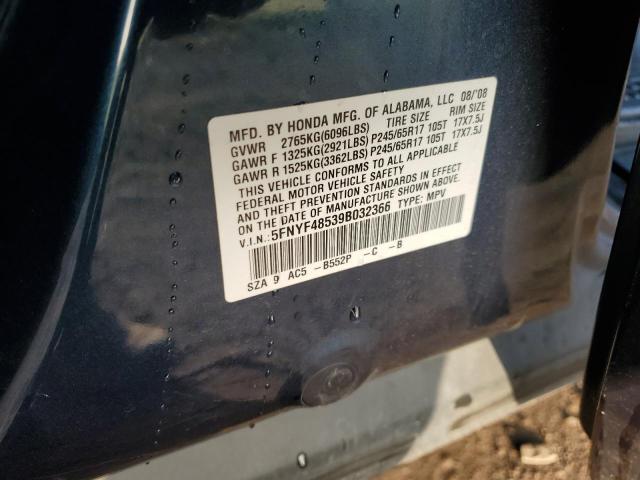 MFD. BY HONDA MFG. OF ALABAMA, LLC 08/'08
GVWR 2765KG(6096LBS) TIRE SIZE RIM SIZE
GAWR F 1325KG(2921LBS) P245/65R17 105T 17X7.5J
GAWR R 1525KG(3362LBS) P245/65R17 105T 17X7.5J
THIS VEHICLE CONFORMS TO ALL APPLICABLE
FEDERAL MOTOR VEHICLE SAFETY
AND THEFT PREVENTION STANDARDS IN EFFECT
ON THE DATE OF MANUFACTURE SHOWN ABOVE.
V.I.N.: 5FNYF48539B032366 TYPE: MPV
SZA 9 AC5 -B552P -C -B